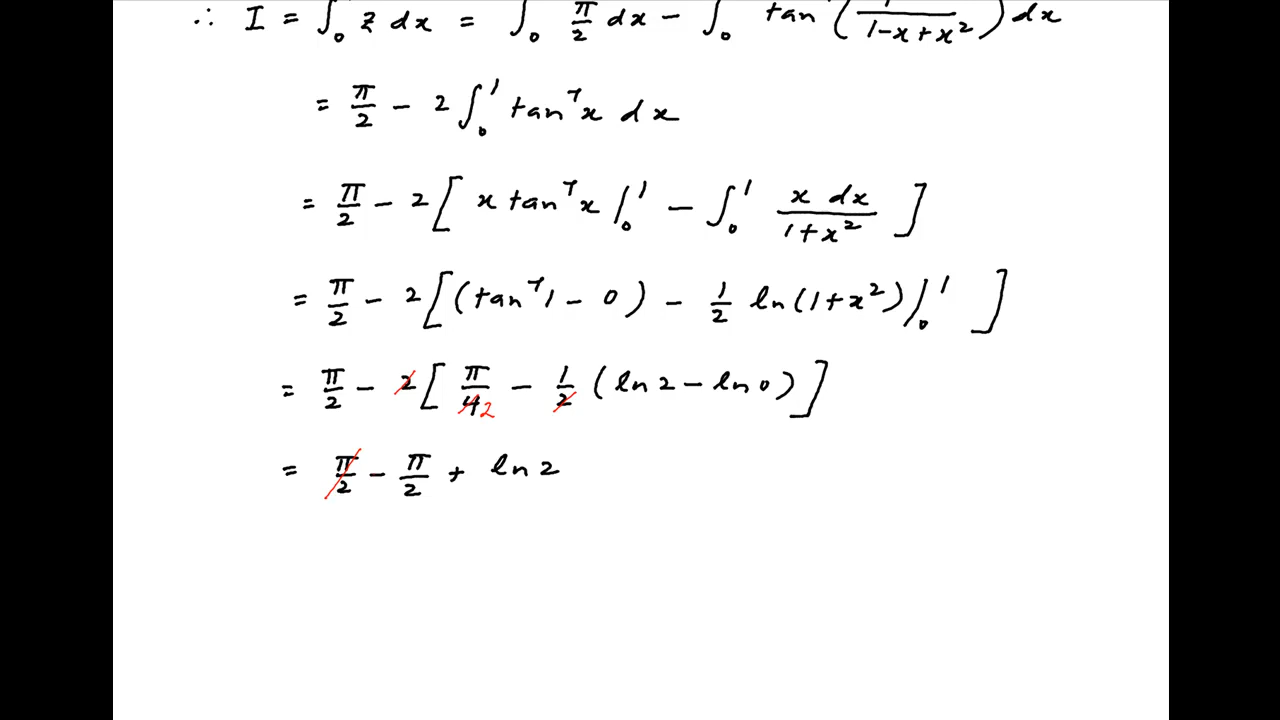 ∴ I = ∫₀ z dx = ∫₀ π/2 dx - ∫₀ tan (1/(1-x+x²)) dx
= π/2 - 2 ∫₀¹ tan⁻¹x dx
= π/2 - 2 [ x tan⁻¹x |₀¹ - ∫₀¹ x dx/(1+x²) ]
= π/2 - 2 [ (tan⁻¹1 - 0) - 1/2 ln(1+x²) |₀¹ ]
= π/2 - 2 [ π/4 2 - 1/2 (ln 2 - ln 0) ]
= π/2 - π/2 + ln 2